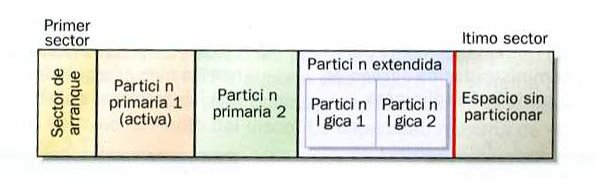 Primer
sector
Itimo sector
Sector de
arranque
Partici n
primaria 1
(activa)
Partici n
primaria 2
Partici n extendida
Partici n
l gica 1
Partici n
l gica 2
Espacio sin
particionar